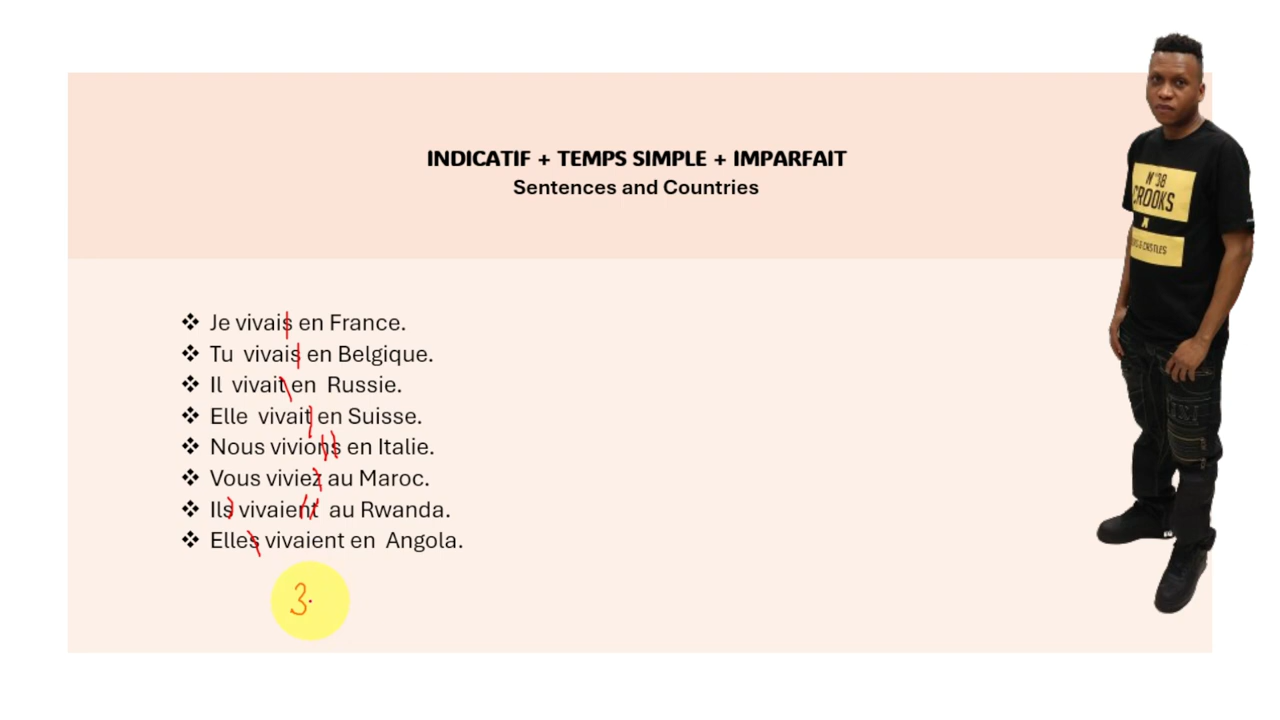 INDICATIF + TEMPS SIMPLE + IMPARFAIT
Sentences and Countries
❖ Je vivais en France.
❖ Tu vivais en Belgique.
❖ Il vivait en Russie.
❖ Elle vivait en Suisse.
❖ Nous vivions en Italie.
❖ Vous viviez au Maroc.
❖ Ils vivaient au Rwanda.
❖ Elles vivaient en Angola.
3.
N°08
CROOKS
CASTLES